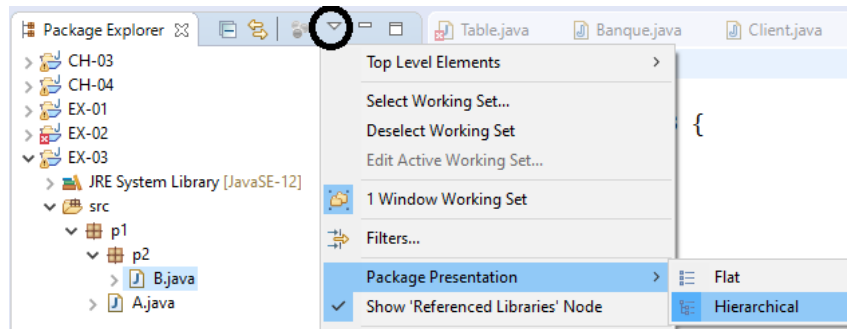 Package Explorer
Table.java
Banque.java
Client.java
CH-03
CH-04
EX-01
EX-02
EX-03
JRE System Library [JavaSE-12]
src
p1
p2
B.java
A.java
Top Level Elements
Select Working Set...
Deselect Working Set
Edit Active Working Set...
1 Window Working Set
Filters...
Package Presentation
Show 'Referenced Libraries' Node
Flat
Hierarchical
{